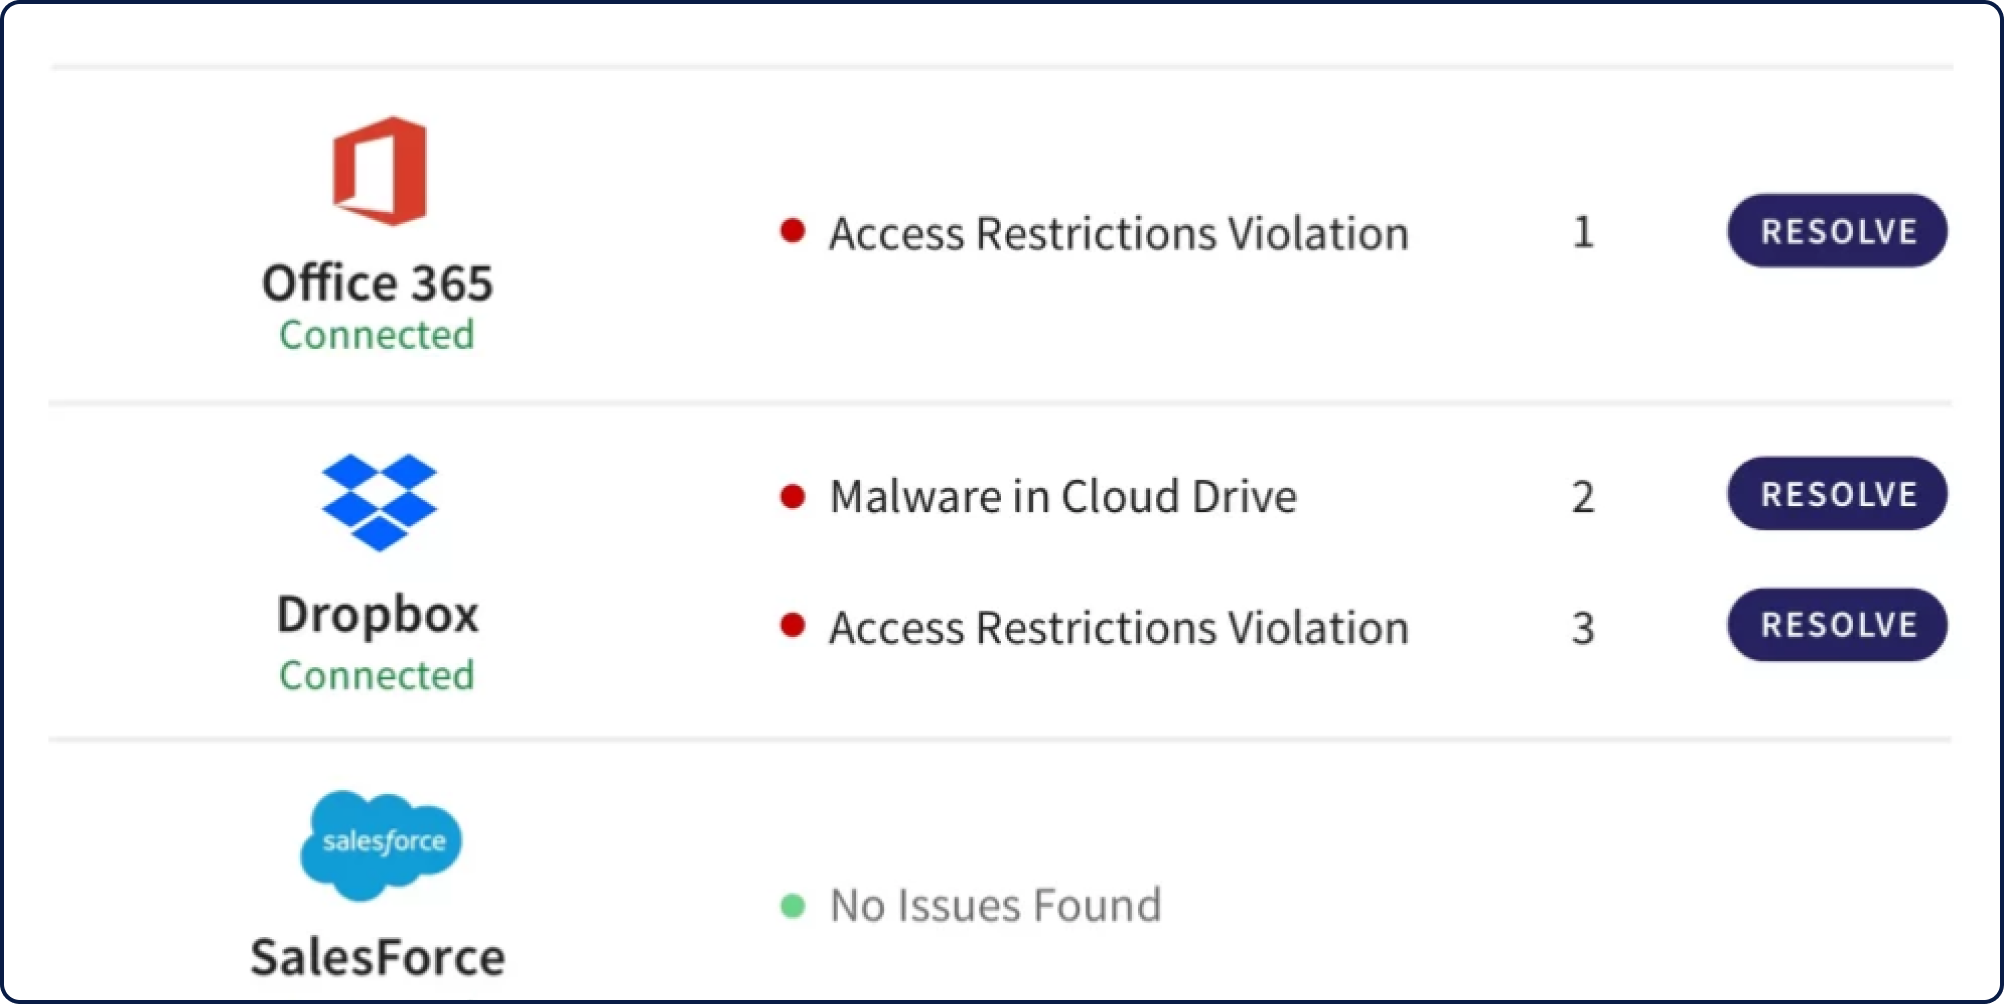 Office 365
Connected
Access Restrictions Violation 1 RESOLVE
Dropbox
Connected
Malware in Cloud Drive 2 RESOLVE
Access Restrictions Violation 3 RESOLVE
salesforce
SalesForce
No Issues Found